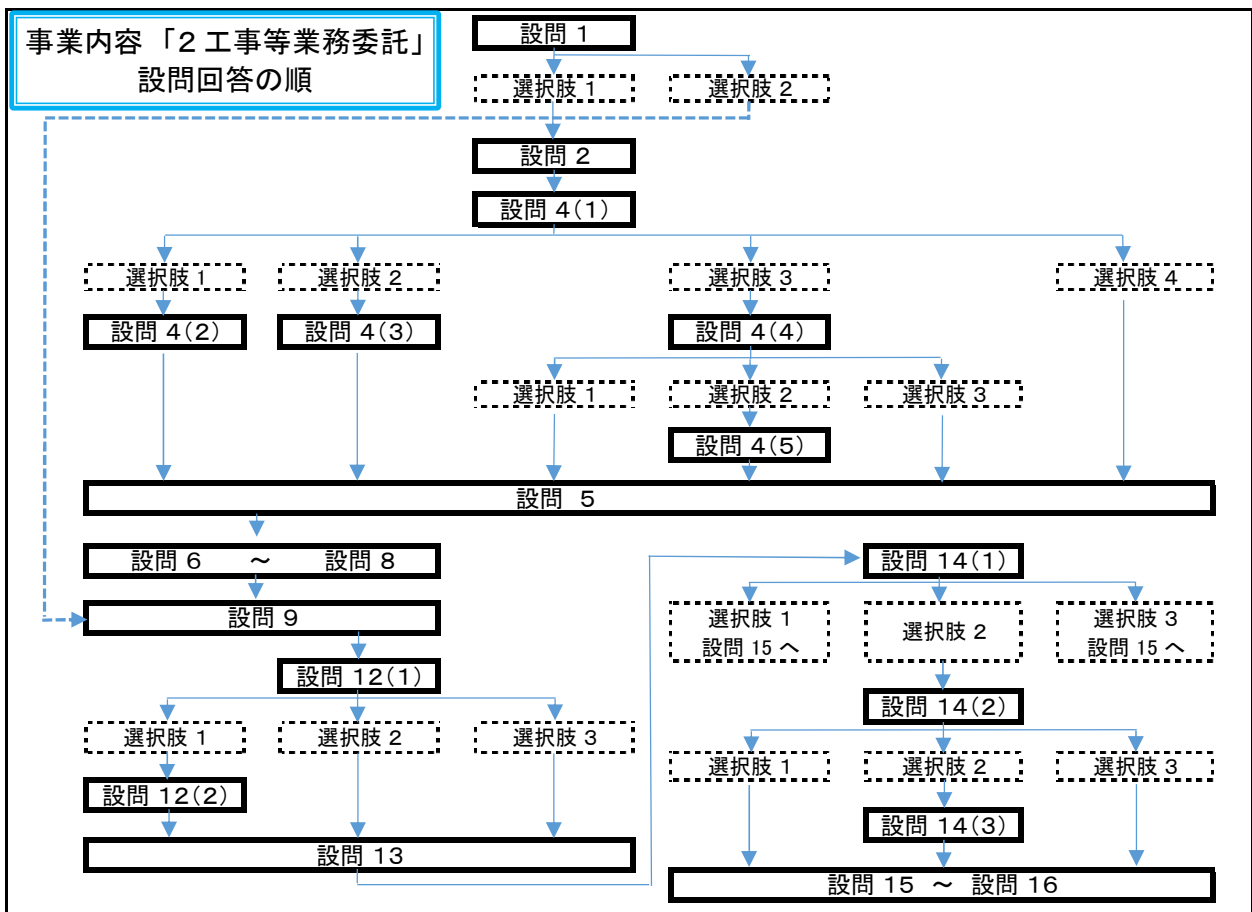 事業内容「2 工事等業務委託」
設問回答の順
設問 1
選択肢 1
選択肢 2
設問 2
設問 4(1)
選択肢 1
選択肢 2
選択肢 3
選択肢 4
設問 4(2)
設問 4(3)
設問 4(4)
選択肢 1
選択肢 2
選択肢 3
設問 4(5)
設問 5
設問 6 ～ 設問 8
設問 9
設問 12(1)
選択肢 1
選択肢 2
選択肢 3
設問 12(2)
設問 13
設問 14(1)
選択肢 1
設問 15 へ
選択肢 2
選択肢 3
設問 15 へ
設問 14(2)
選択肢 1
選択肢 2
選択肢 3
設問 14(3)
設問 15 ～ 設問 16